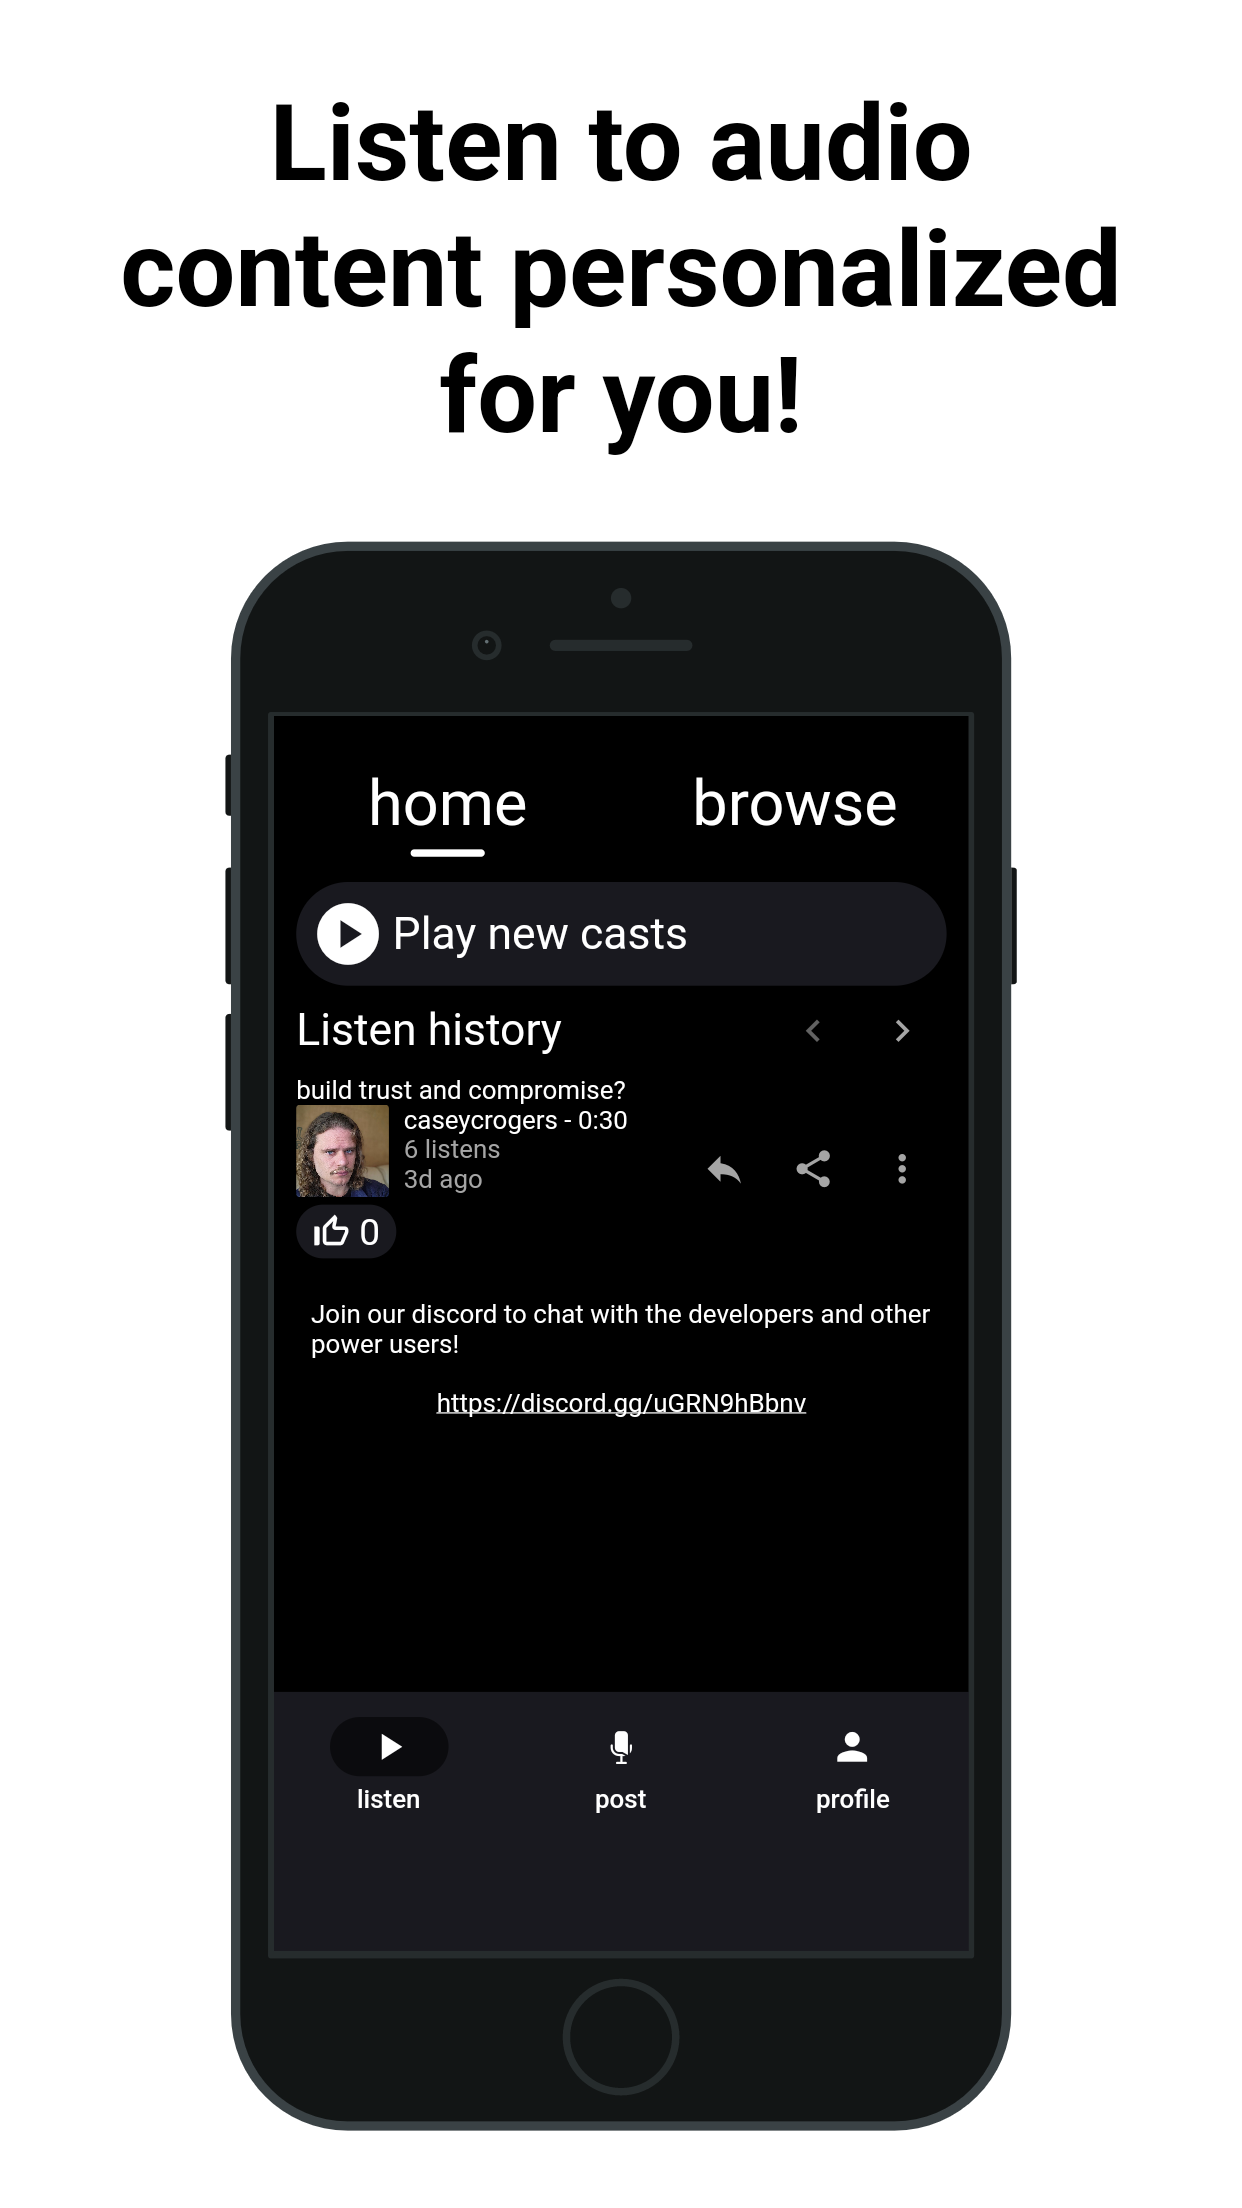 Listen to audio
content personalized
for you!
home browse
Play new casts
Listen history
build trust and compromise?
caseycrogers - 0:30
6 listens
3d ago
0
Join our discord to chat with the developers and other
power users!
https://discord.gg/uGRN9hBbnv
listen post profile